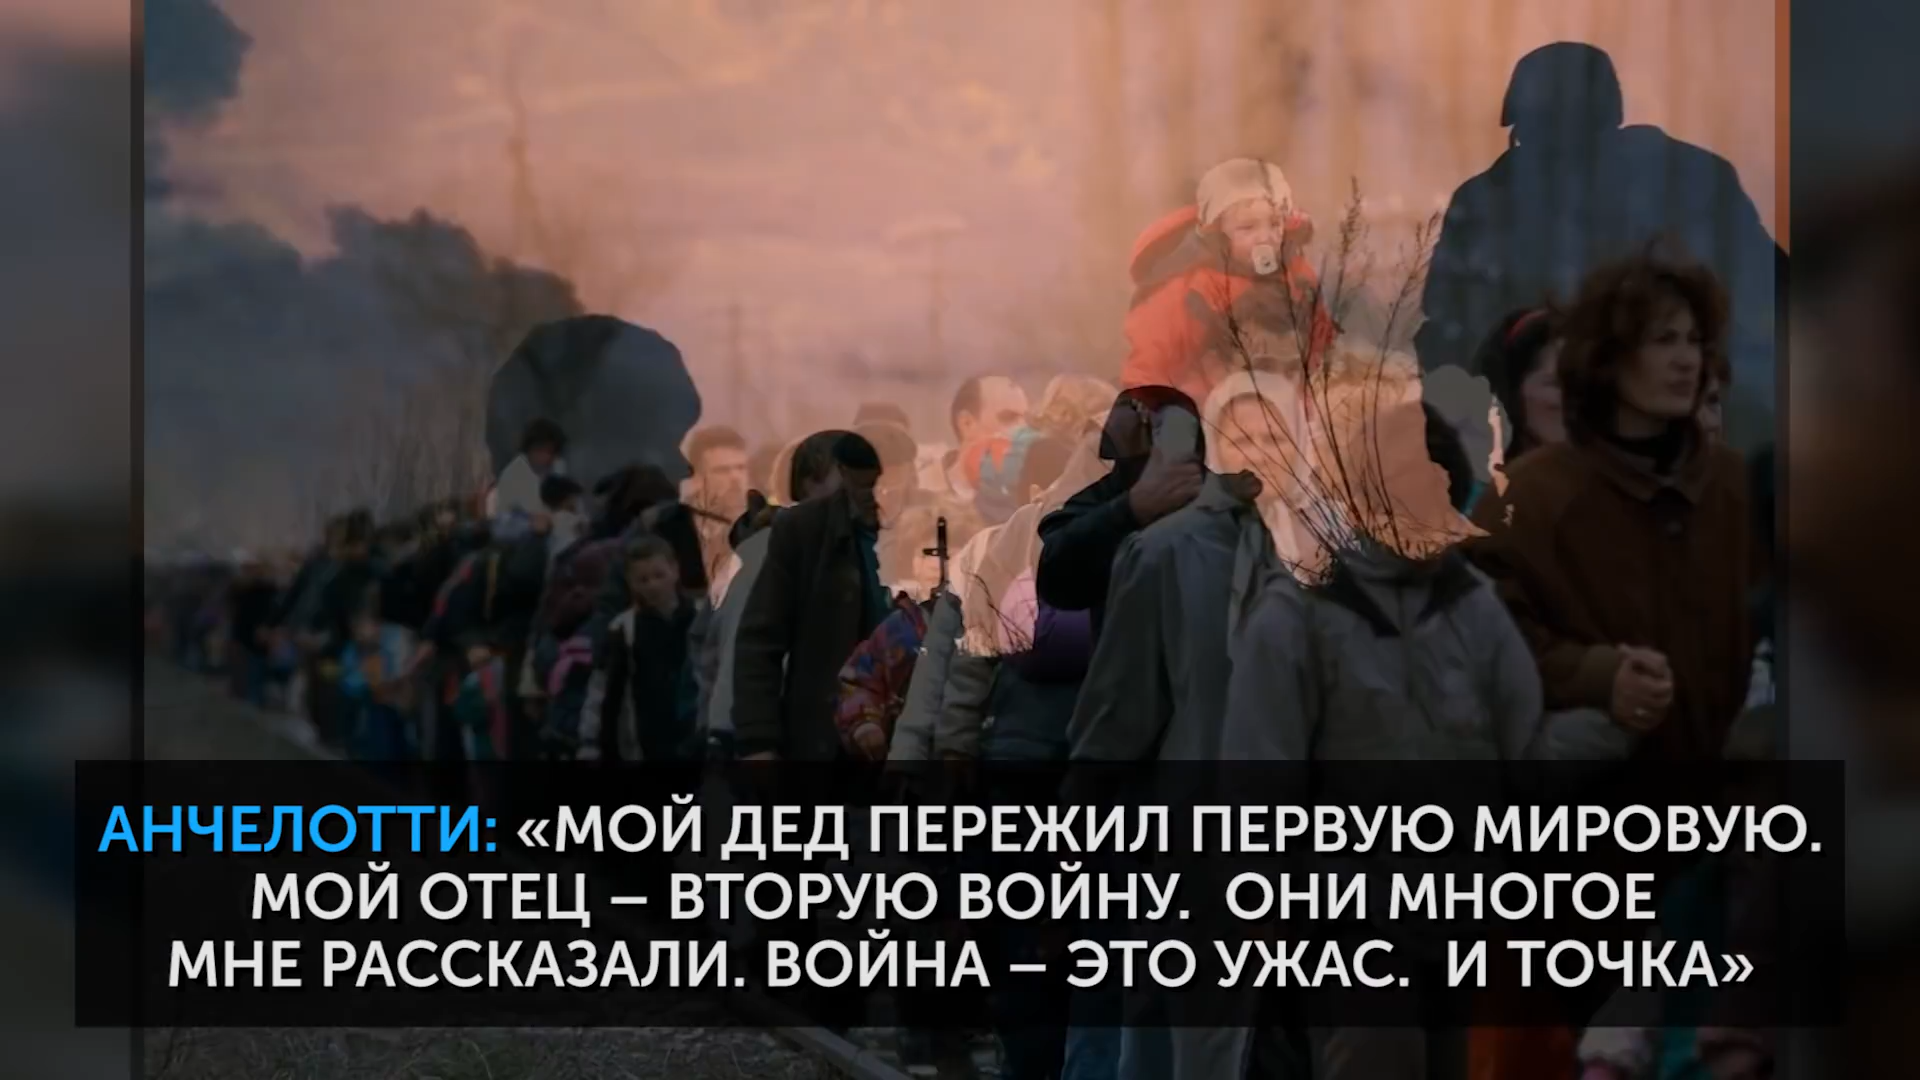 АНЧЕЛОТТИ: «МОЙ ДЕД ПЕРЕЖИЛ ПЕРВУЮ МИРОВУЮ.
МОЙ ОТЕЦ – ВТОРУЮ ВОЙНУ. ОНИ МНОГОЕ
МНЕ РАССКАЗАЛИ. ВОЙНА – ЭТО УЖАС. И ТОЧКА»